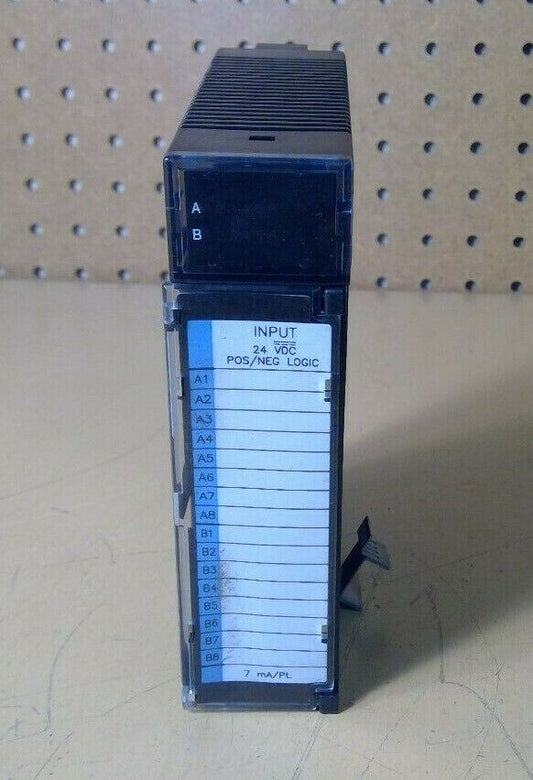 A
B
INPUT
24 VDC
POS/NEG LOGIC
A1
A2
A3
A4
A5
A6
A7
A8
B1
B2
B3
B4
B5
B6
B7
B8
7 mA/Pt.